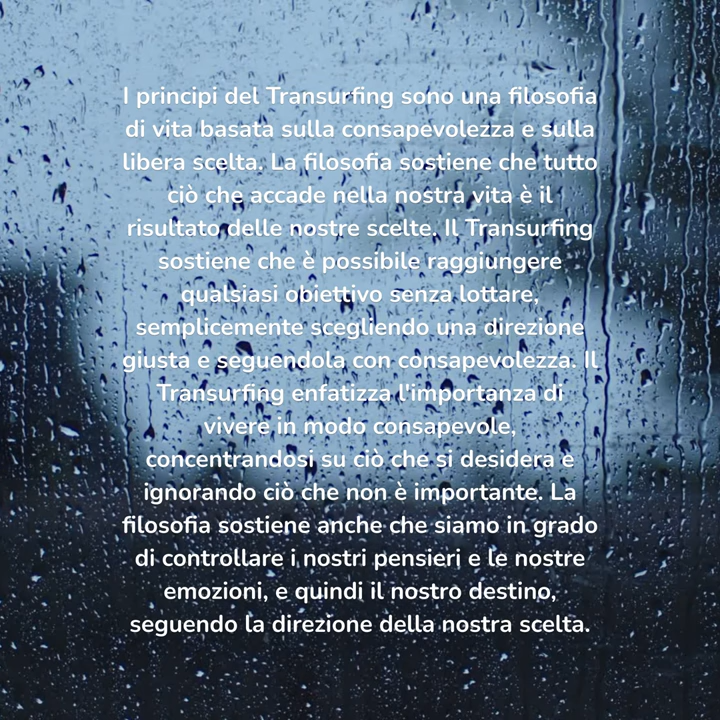 I principi del Transurfing sono una filosofia
di vita basata sulla consapevolezza e sulla
libera scelta. La filosofia sostiene che tutto
ciò che accade nella nostra vita è il
risultato delle nostre scelte. Il Transurfing
sostiene che è possibile raggiungere
qualsiasi obiettivo senza lottare,
semplicemente scegliendo una direzione
giusta e seguendola con consapevolezza. Il
Transurfing enfatizza l'importanza di
vivere in modo consapevole,
concentrandosi su ciò che si desidera e
ignorando ciò che non è importante. La
filosofia sostiene anche che siamo in grado
di controllare i nostri pensieri e le nostre
emozioni, e quindi il nostro destino,
seguendo la direzione della nostra scelta.